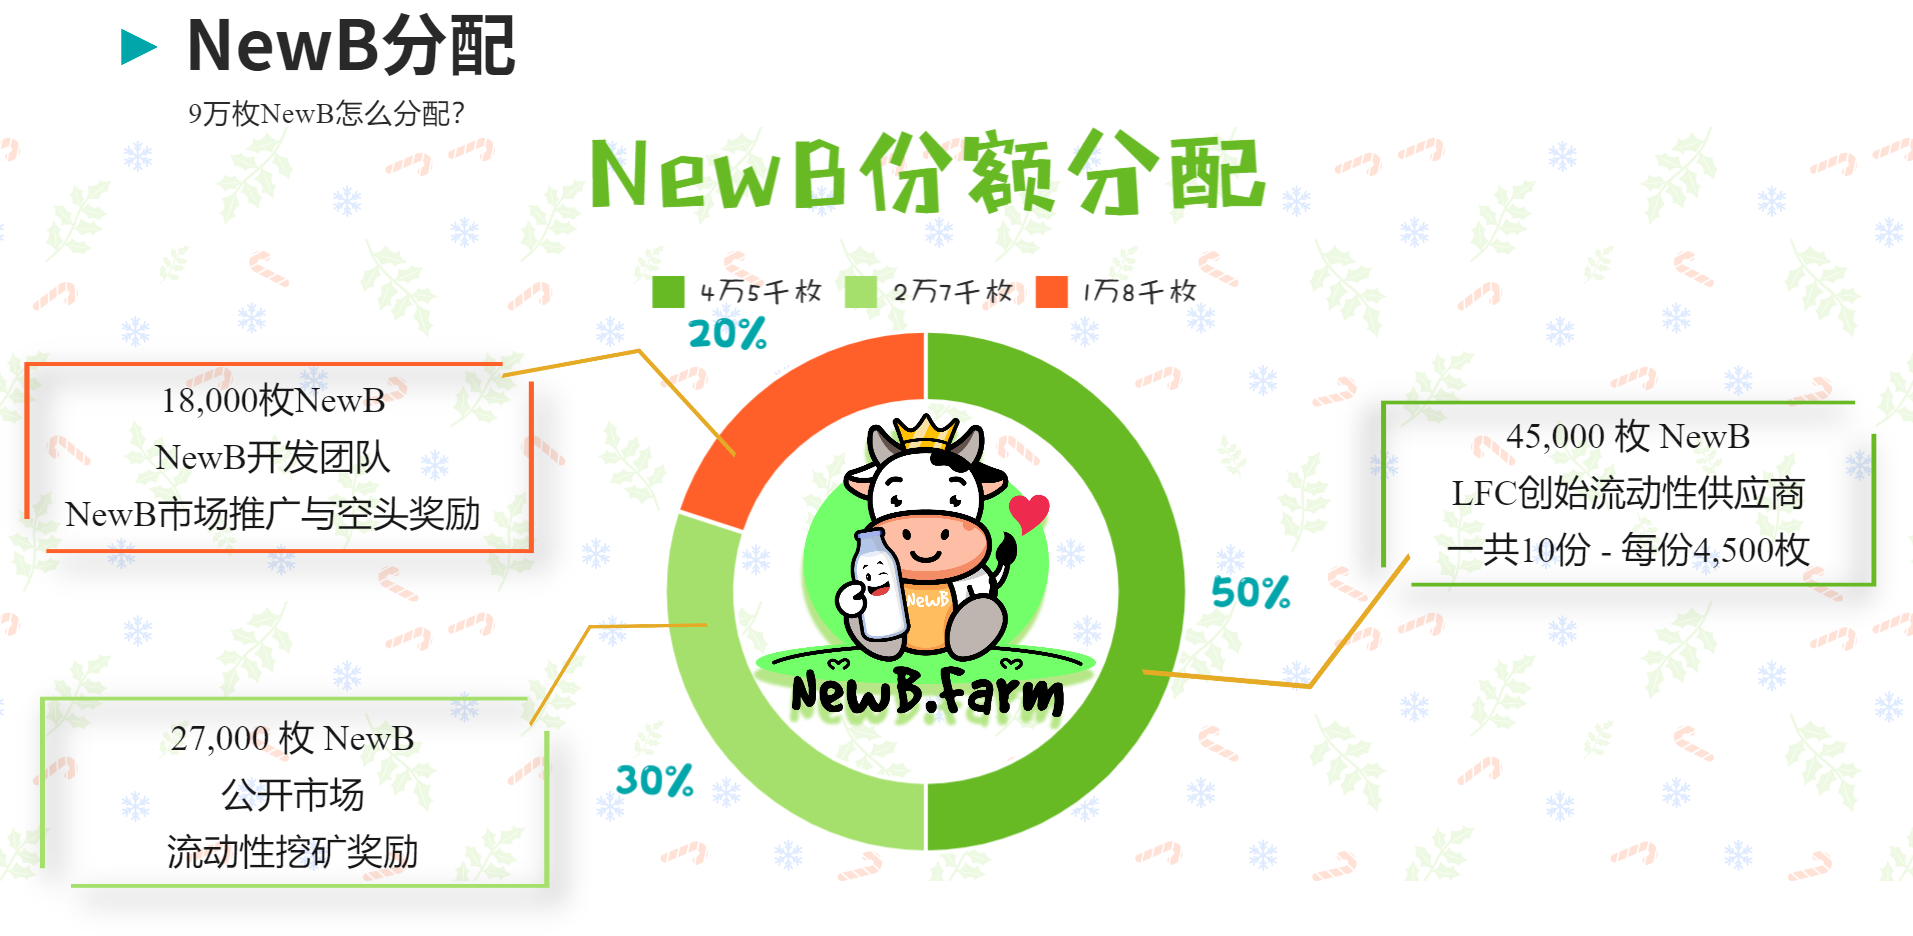 NewB分配
9万枚NewB怎么分配?
NewB份额分配
4万5千枚 2万7千枚 1万8千枚
20%
18,000枚NewB
NewB开发团队
NewB市场推广与空头奖励
45,000 枚 NewB
LFC创始流动性供应商
一共10份 - 每份4,500枚
50%
NewB
NewB.Farm
30%
27,000 枚 NewB
公开市场
流动性挖矿奖励